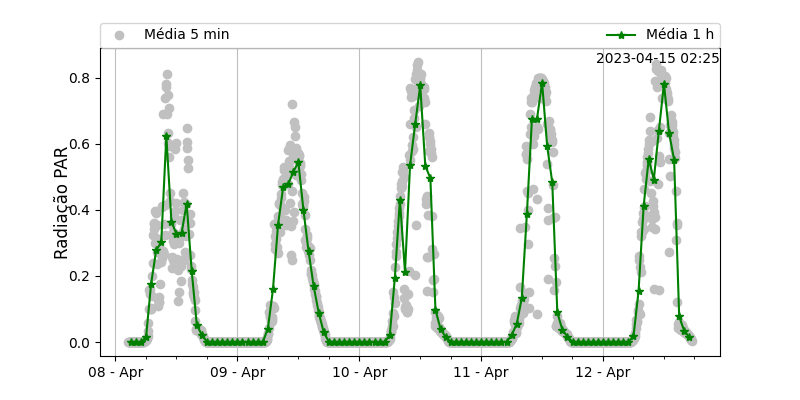 Média 5 min
Média 1 h
2023-04-15 02:25
Radiação PAR
0.8
0.6
0.4
0.2
0.0
08 - Apr
09 - Apr
10 - Apr
11 - Apr
12 - Apr